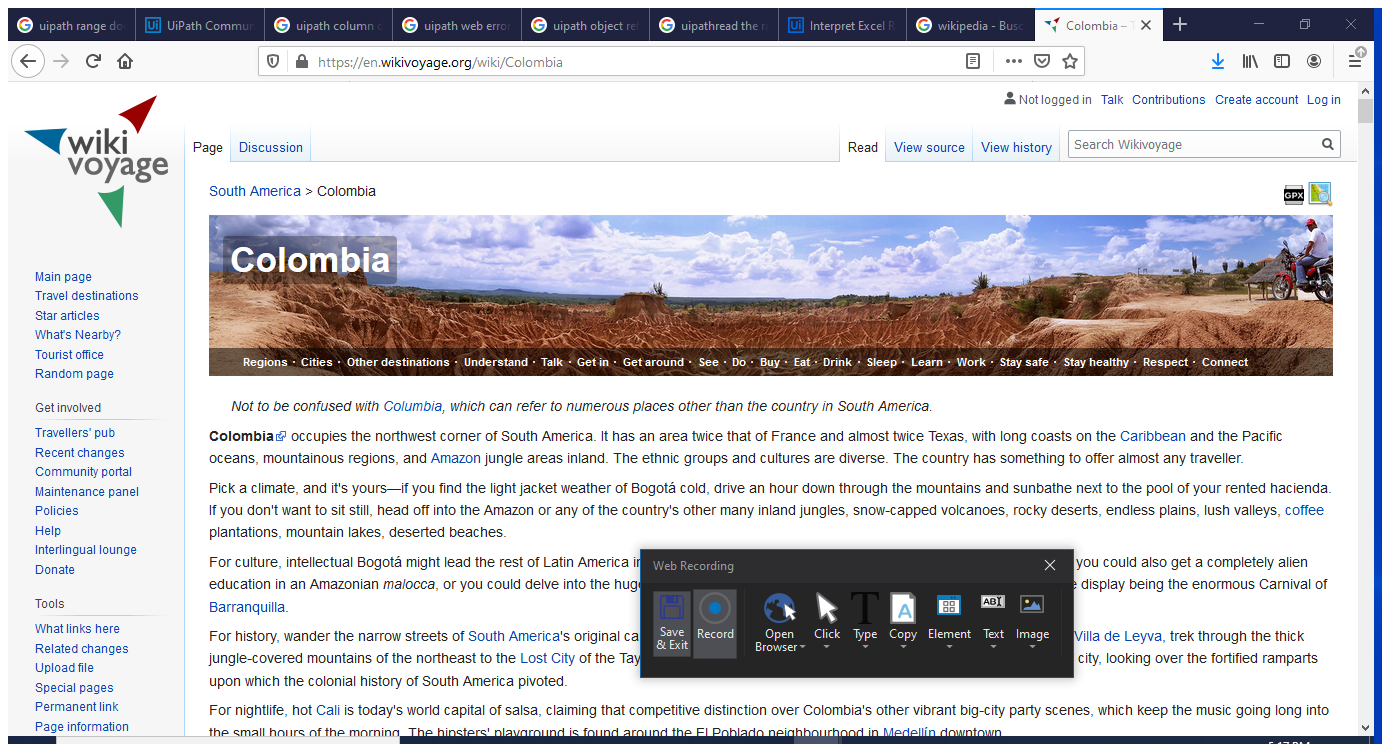 uipath range do
UiPath Commun
uipath column c
uipath web error
uipath object re
uipathread the ra
Interpret Excel R
wikipedia - Busc
Colombia – T
https://en.wikivoyage.org/wiki/Colombia
Not logged in Talk Contributions Create account Log in
wiki
voyage
Page Discussion Read View source View history Search Wikivoyage
South America > Colombia
GPX
Colombia
Regions · Cities · Other destinations · Understand · Talk · Get in · Get around · See · Do · Buy · Eat · Drink · Sleep · Learn · Work · Stay safe · Stay healthy · Respect · Connect
Main page
Travel destinations
Star articles
What's Nearby?
Tourist office
Random page
Get involved
Travellers' pub
Recent changes
Community portal
Maintenance panel
Policies
Help
Interlingual lounge
Donate
Tools
What links here
Related changes
Upload file
Special pages
Permanent link
Page information
Not to be confused with Columbia, which can refer to numerous places other than the country in South America.
Colombia occupies the northwest corner of South America. It has an area twice that of France and almost twice Texas, with long coasts on the Caribbean and the Pacific
oceans, mountainous regions, and Amazon jungle areas inland. The ethnic groups and cultures are diverse. The country has something to offer almost any traveller.
Pick a climate, and it's yours—if you find the light jacket weather of Bogotá cold, drive an hour down through the mountains and sunbathe next to the pool of your rented hacienda.
If you don't want to sit still, head off into the Amazon or any of the country's other many inland jungles, snow-capped volcanoes, rocky deserts, endless plains, lush valleys, coffee
plantations, mountain lakes, deserted beaches.
For culture, intellectual Bogotá might lead the rest of Latin America in you could also get a completely alien
education in an Amazonian malocca, or you could delve into the hug e display being the enormous Carnival of
Barranquilla.
For history, wander the narrow streets of South America's original ca Villa de Leyva, trek through the thick
jungle-covered mountains of the northeast to the Lost City of the Tay city, looking over the fortified ramparts
upon which the colonial history of South America pivoted.
For nightlife, hot Cali is today's world capital of salsa, claiming that competitive distinction over Colombia's other vibrant big-city party scenes, which keep the music going long into
the small hours of the morning. The hipsters' playground is found around the El Poblado neighbourhood in Medellín downtown.
Web Recording
Save & Exit
Record
Open Browser
Click
T
Type
A
Copy
Element
AB
Text
Image
5:17 PM